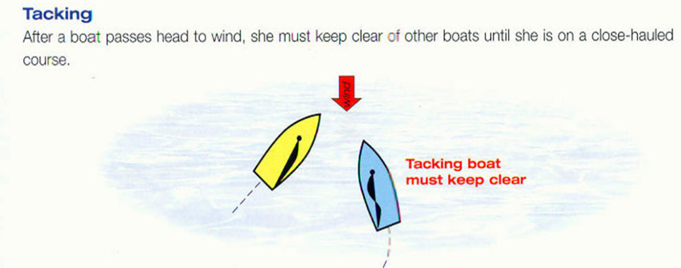 Tacking
After a boat passes head to wind, she must keep clear of other boats until she is on a close-hauled
course.
wind
Tacking boat
must keep clear